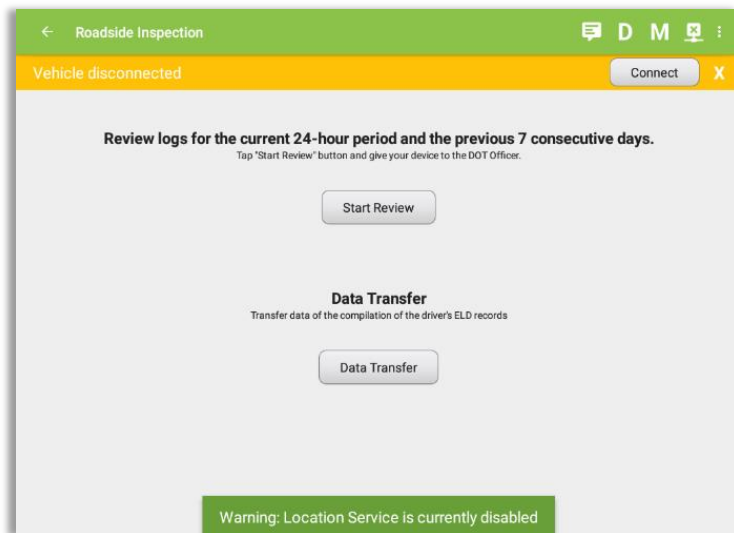 Roadside Inspection
D M
Vehicle disconnected
Connect X
Review logs for the current 24-hour period and the previous 7 consecutive days.
Tap "Start Review" button and give your device to the DOT Officer.
Start Review
Data Transfer
Transfer data of the compilation of the driver's ELD records
Data Transfer
Warning: Location Service is currently disabled